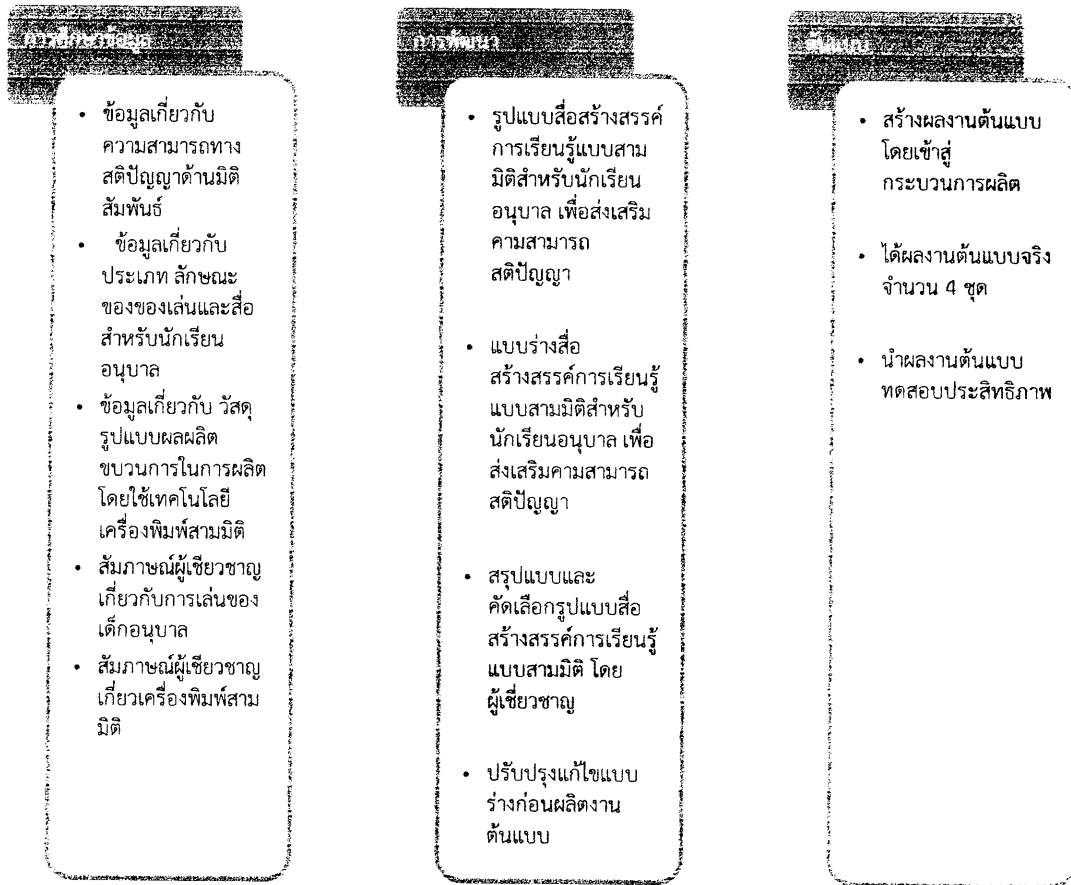 การศึกษาข้อมูล
• ข้อมูลเกี่ยวกับ
ความสามารถทาง
สติปัญญาด้านมิติ
สัมพันธ์
• ข้อมูลเกี่ยวกับ
ประเภท ลักษณะ
ของของเล่นและสื่อ
สำหรับนักเรียน
อนุบาล
• ข้อมูลเกี่ยวกับ วัสดุ
รูปแบบผลผลิต
ขบวนการในการผลิต
โดยใช้เทคโนโลยี
เครื่องพิมพ์สามมิติ
• สัมภาษณ์ผู้เชียวชาญ
เกี่ยวกับการเล่นของ
เด็กอนุบาล
• สัมภาษณ์ผู้เชียวชาญ
เกี่ยวเครื่องพิมพ์สาม
มิติ
การพัฒนา
• รูปแบบสื่อสร้างสรรค์
การเรียนรู้แบบสาม
มิติสำหรับนักเรียน
อนุบาล เพื่อส่งเสริม
คามสามารถ
สติปัญญา
• แบบร่างสื่อ
สร้างสรรค์การเรียนรู้
แบบสามมิติสำหรับ
นักเรียนอนุบาล เพื่อ
ส่งเสริมคามสามารถ
สติปัญญา
• สรุปแบบและ
คัดเลือกรูปแบบสื่อ
สร้างสรรค์การเรียนรู้
แบบสามมิติ โดย
ผู้เชี่ยวชาญ
• ปรับปรุงแก้ไขแบบ
ร่างก่อนผลิตงาน
ต้นแบบ
ต้นแบบ
• สร้างผลงานต้นแบบ
โดยเข้าสู่
กระบวนการผลิต
• ได้ผลงานต้นแบบจริง
จำนวน 4 ชุด
• นำผลงานต้นแบบ
ทดสอบประสิทธิภาพ